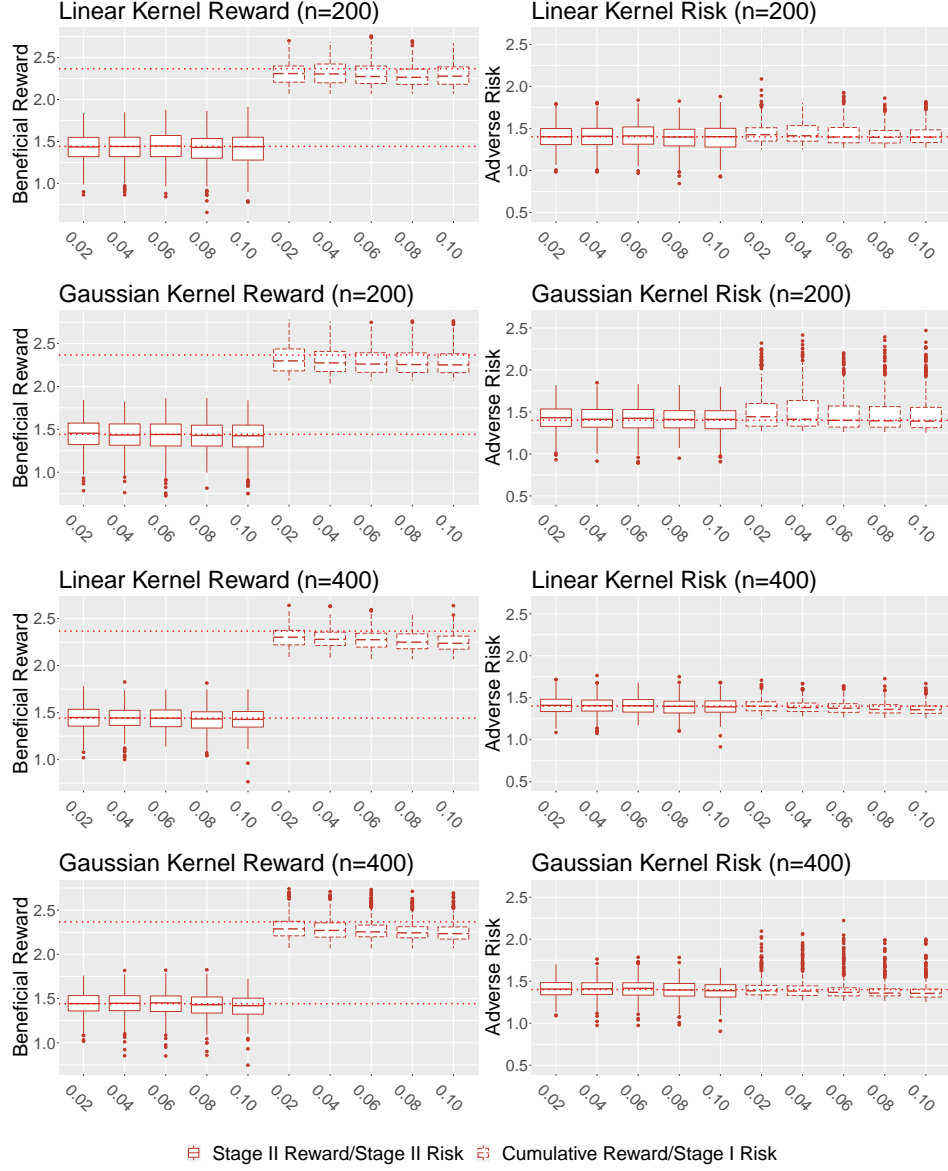 Linear Kernel Reward (n=200)
Beneficial Reward
2.5
2.0
1.5
1.0
0.02 0.04 0.06 0.08 0.10 0.02 0.04 0.06 0.08 0.10
Linear Kernel Risk (n=200)
Adverse Risk
2.5
2.0
1.5
1.0
0.5
0.02 0.04 0.06 0.08 0.10 0.02 0.04 0.06 0.08 0.10
Gaussian Kernel Reward (n=200)
Beneficial Reward
2.5
2.0
1.5
1.0
0.02 0.04 0.06 0.08 0.10 0.02 0.04 0.06 0.08 0.10
Gaussian Kernel Risk (n=200)
Adverse Risk
2.5
2.0
1.5
1.0
0.5
0.02 0.04 0.06 0.08 0.10 0.02 0.04 0.06 0.08 0.10
Linear Kernel Reward (n=400)
Beneficial Reward
2.5
2.0
1.5
1.0
0.02 0.04 0.06 0.08 0.10 0.02 0.04 0.06 0.08 0.10
Linear Kernel Risk (n=400)
Adverse Risk
2.5
2.0
1.5
1.0
0.5
0.02 0.04 0.06 0.08 0.10 0.02 0.04 0.06 0.08 0.10
Gaussian Kernel Reward (n=400)
Beneficial Reward
2.5
2.0
1.5
1.0
0.02 0.04 0.06 0.08 0.10 0.02 0.04 0.06 0.08 0.10
Gaussian Kernel Risk (n=400)
Adverse Risk
2.5
2.0
1.5
1.0
0.5
0.02 0.04 0.06 0.08 0.10 0.02 0.04 0.06 0.08 0.10
Stage II Reward/Stage II Risk Cumulative Reward/Stage I Risk